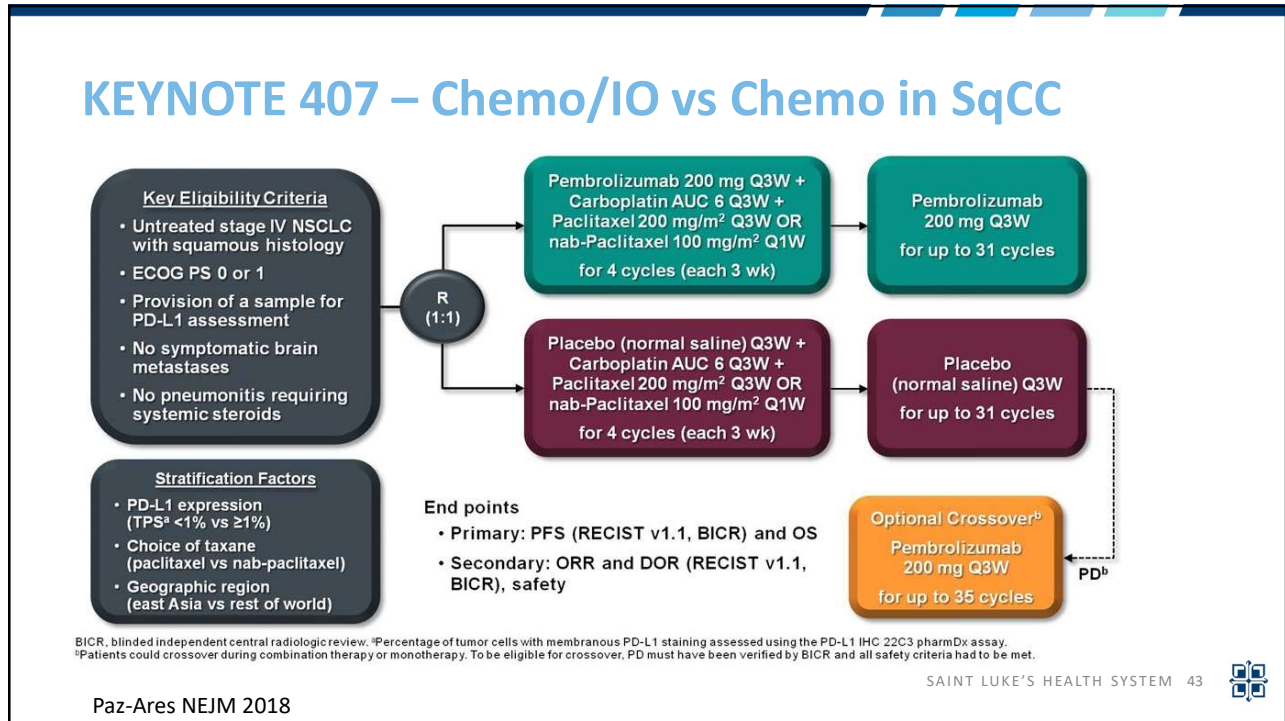 KEYNOTE 407 – Chemo/IO vs Chemo in SqCC
Key Eligibility Criteria
• Untreated stage IV NSCLC
with squamous histology
• ECOG PS 0 or 1
• Provision of a sample for
PD-L1 assessment
• No symptomatic brain
metastases
• No pneumonitis requiring
systemic steroids
R
(1:1)
Pembrolizumab 200 mg Q3W +
Carboplatin AUC 6 Q3W +
Paclitaxel 200 mg/m² Q3W OR
nab-Paclitaxel 100 mg/m² Q1W
for 4 cycles (each 3 wk)
Pembrolizumab
200 mg Q3W
for up to 31 cycles
Placebo (normal saline) Q3W +
Carboplatin AUC 6 Q3W +
Paclitaxel 200 mg/m² Q3W OR
nab-Paclitaxel 100 mg/m² Q1W
for 4 cycles (each 3 wk)
Placebo
(normal saline) Q3W
for up to 31 cycles
Stratification Factors
• PD-L1 expression
(TPSᵃ <1% vs ≥1%)
• Choice of taxane
(paclitaxel vs nab-paclitaxel)
• Geographic region
(east Asia vs rest of world)
End points
• Primary: PFS (RECIST v1.1, BICR) and OS
• Secondary: ORR and DOR (RECIST v1.1,
BICR), safety
Optional Crossoverᵇ
Pembrolizumab
200 mg Q3W
for up to 35 cycles
PDᵇ
BICR, blinded independent central radiologic review. ᵃPercentage of tumor cells with membranous PD-L1 staining assessed using the PD-L1 IHC 22C3 pharmDx assay.
ᵇPatients could crossover during combination therapy or monotherapy. To be eligible for crossover, PD must have been verified by BICR and all safety criteria had to be met.
SAINT LUKE'S HEALTH SYSTEM 43
Paz-Ares NEJM 2018